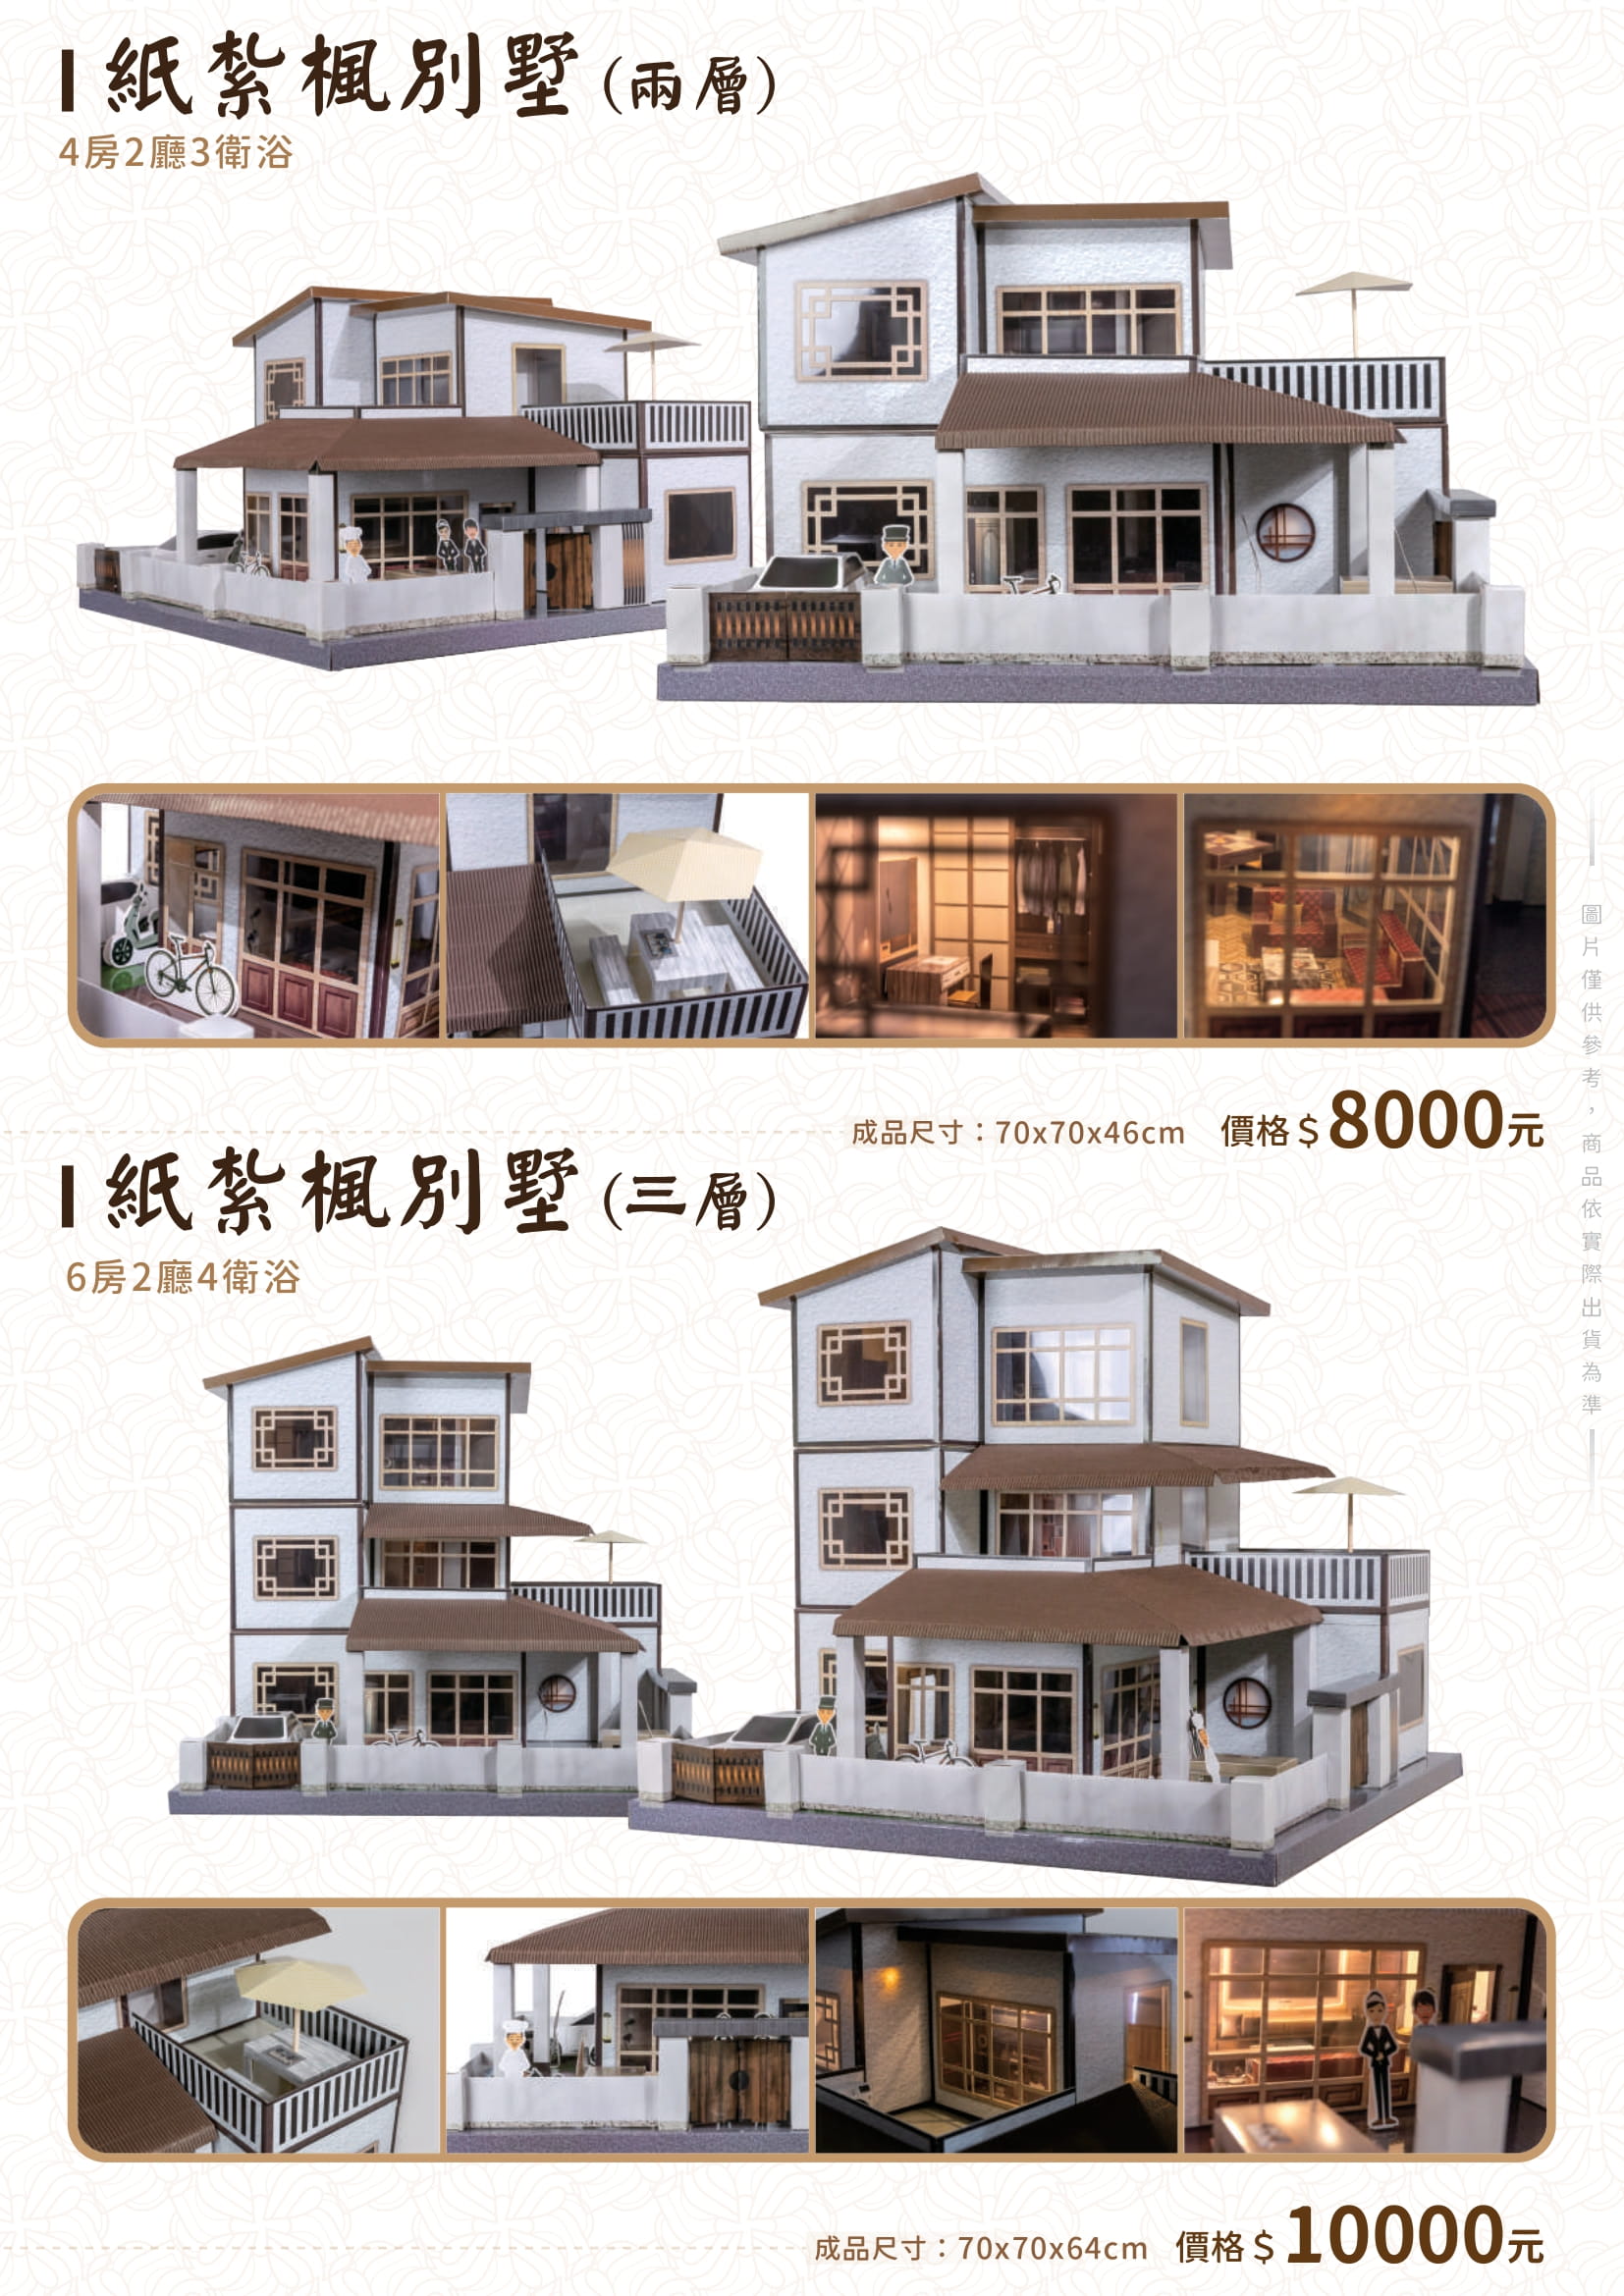 紙紮楓別墅(兩層)
4房2廳3衛浴
成品尺寸：70x70x46cm 價格$8000元
紙紮楓別墅(三層)
6房2廳4衛浴
成品尺寸：70x70x64cm 價格$10000元
圖片僅供參考，商品依實際出貨為準